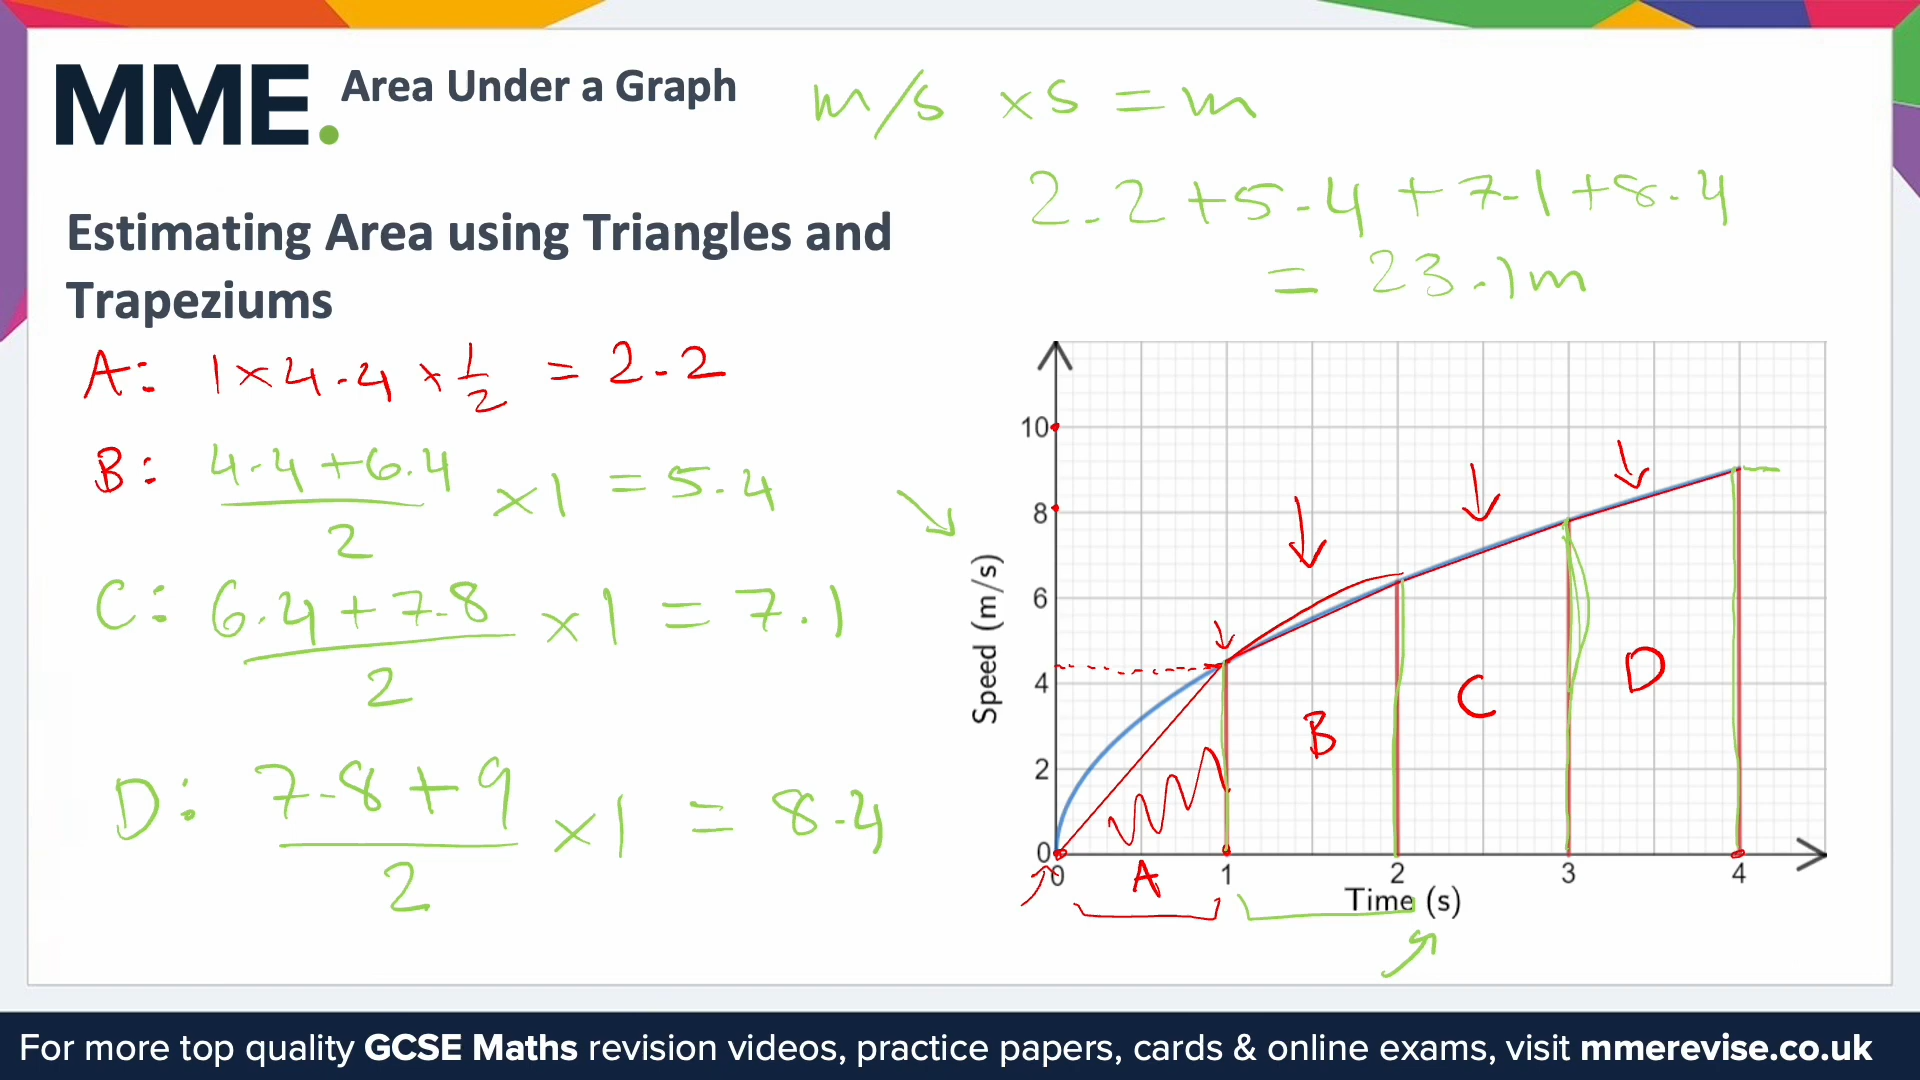 MME.
Area Under a Graph
m/s × s = m
2.2 + 5.4 + 7.1 + 8.4
= 23.1m
Estimating Area using Triangles and
Trapeziums
A: 1 × 4.4 × 1/2 = 2.2
B: (4.4 + 6.4)/2 × 1 = 5.4
C: (6.4 + 7.8)/2 × 1 = 7.1
D: (7.8 + 9)/2 × 1 = 8.4
Speed (m/s)
10
8
6
4
2
0
B
C
D
A
0 1 2 3 4
Time (s)
For more top quality GCSE Maths revision videos, practice papers, cards & online exams, visit mmerevise.co.uk